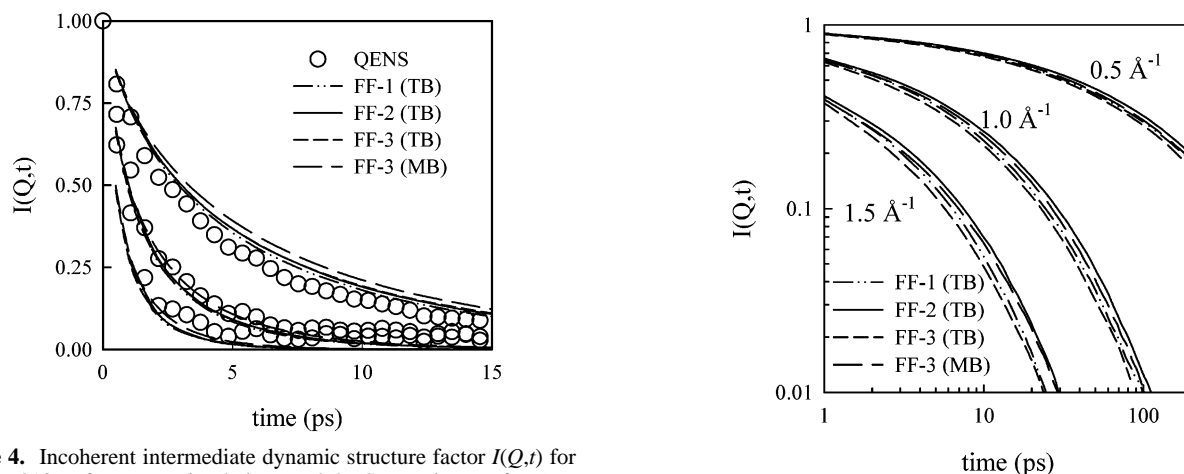 1.00
0.75
0.50
0.25
0.00
I(Q,t)
QENS
FF-1 (TB)
FF-2 (TB)
FF-3 (TB)
FF-3 (MB)
0
5
10
15
time (ps)
4. Incoherent intermediate dynamic structure factor I(Q,t) for
1
0.1
0.01
I(Q,t)
0.5 Å-1
1.0 Å-1
1.5 Å-1
FF-1 (TB)
FF-2 (TB)
FF-3 (TB)
FF-3 (MB)
1
10
100
time (ps)